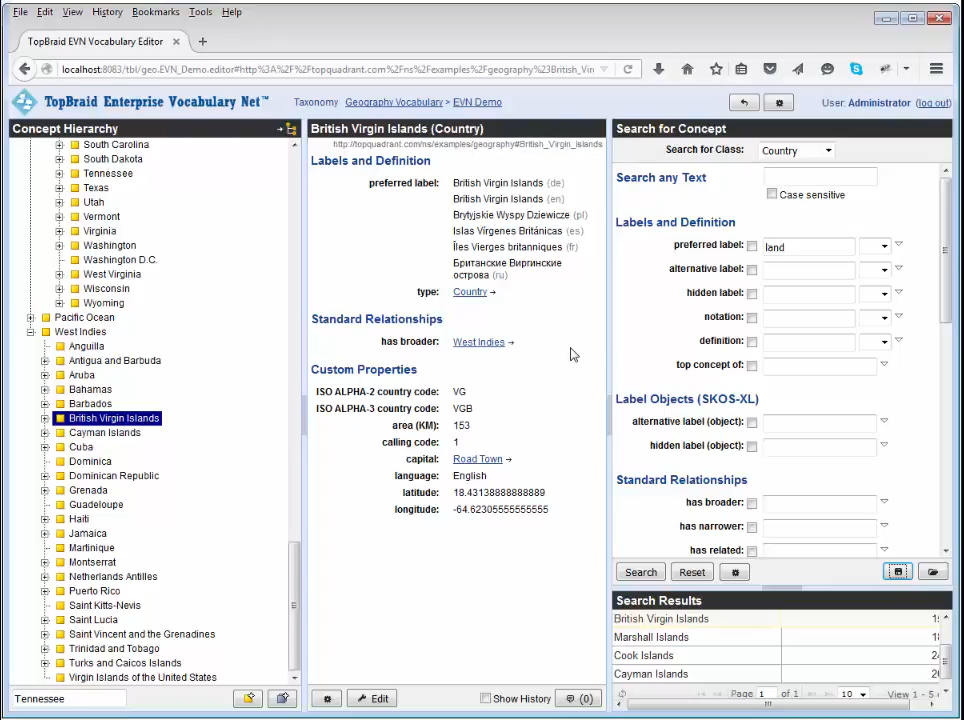 File Edit View History Bookmarks Tools Help
TopBraid EVN Vocabulary Editor
localhost:8083/tbl/geo.EVN_Demo.editor#http%3A%2F%2Ftopquadrant.com%2Fns%2Fexamples%2Fgeography%23British_Vir
TopBraid Enterprise Vocabulary Net™ Taxonomy Geography Vocabulary > EVN Demo User: Administrator (log out)
Concept Hierarchy
South Carolina
South Dakota
Tennessee
Texas
Utah
Vermont
Virginia
Washington
Washington D.C.
West Virginia
Wisconsin
Wyoming
Pacific Ocean
West Indies
Anguilla
Antigua and Barbuda
Aruba
Bahamas
Barbados
British Virgin Islands
Cayman Islands
Cuba
Dominica
Dominican Republic
Grenada
Guadeloupe
Haiti
Jamaica
Martinique
Montserrat
Netherlands Antilles
Puerto Rico
Saint Kitts-Nevis
Saint Lucia
Saint Vincent and the Grenadines
Trinidad and Tobago
Turks and Caicos Islands
Virgin Islands of the United States
Tennessee
British Virgin Islands (Country)
http://topquadrant.com/ns/examples/geography#British_Virgin_Islands
Labels and Definition
preferred label: British Virgin Islands (de)
British Virgin Islands (en)
Brytyjskie Wyspy Dziewicze (pl)
Islas Vírgenes Británicas (es)
Îles Vierges britanniques (fr)
Британские Виргинские
острова (ru)
type: Country
Standard Relationships
has broader: West Indies
Custom Properties
ISO ALPHA-2 country code: VG
ISO ALPHA-3 country code: VGB
area (KM): 153
calling code: 1
capital: Road Town
language: English
latitude: 18.43138888888889
longitude: -64.62305555555555
Edit Show History (0)
Search for Concept
Search for Class: Country
Search any Text
Case sensitive
Labels and Definition
preferred label: land
alternative label:
hidden label:
notation:
definition:
top concept of:
Label Objects (SKOS-XL)
alternative label (object):
hidden label (object):
Standard Relationships
has broader:
has narrower:
has related:
Search Reset
Search Results
British Virgin Islands
Marshall Islands
Cook Islands
Cayman Islands
Page 1 of 1 10 View 1 - 5